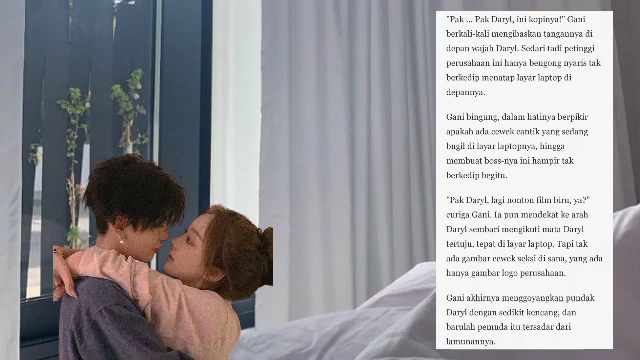 "Pak ... Pak Daryl, ini kopinya!" Gani
berkali-kali mengibaskan tangannya di
depan wajah Daryl. Sedari tadi petinggi
perusahaan ini hanya bengong nyaris tak
berkedip menatap layar laptop di
depannya.
Gani bingung, dalam hatinya berpikir
apakah ada cewek cantik yang sedang
bugil di layar laptopnya, hingga
membuat boss-nya ini hampir tak
berkedip begitu.
"Pak Daryl, lagi nonton film biru, ya?"
curiga Gani. Ia pun mendekat ke arah
Daryl sembari mengikuti mata Daryl
tertuju, tepat di layar laptop. Tapi tak
ada gambar cewek seksi di sana, yang ada
hanya gambar logo perusahaan.
Gani akhirnya menggoyangkan pundak
Daryl dengan sedikit kencang, dan
barulah pemuda itu tersadar dari
lamunannya.